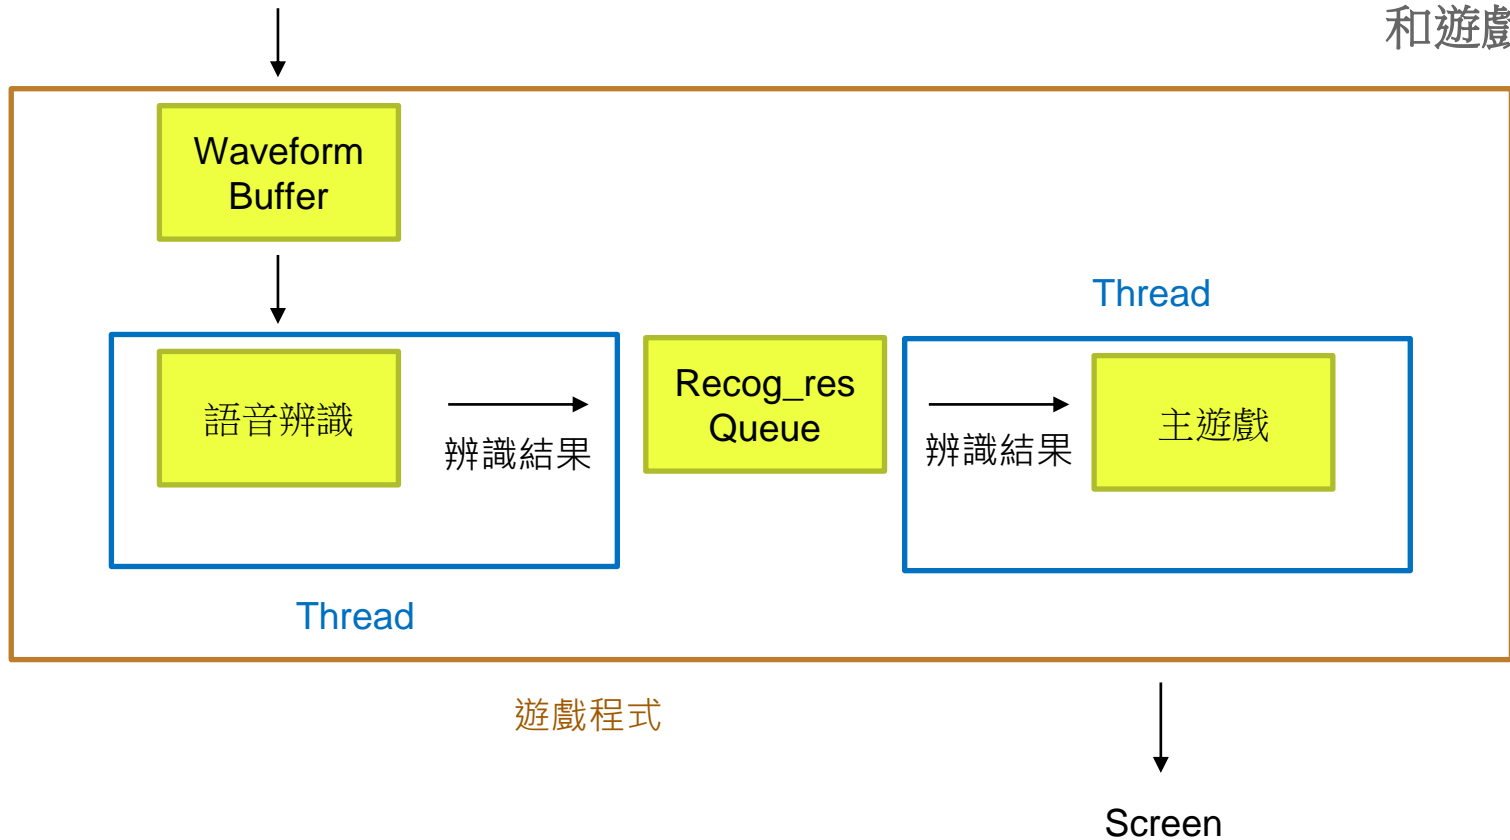 和遊戲
Waveform
Buffer
Thread
語音辨識
辨識結果
Recog_res
Queue
辨識結果
主遊戲
Thread
遊戲程式
Screen